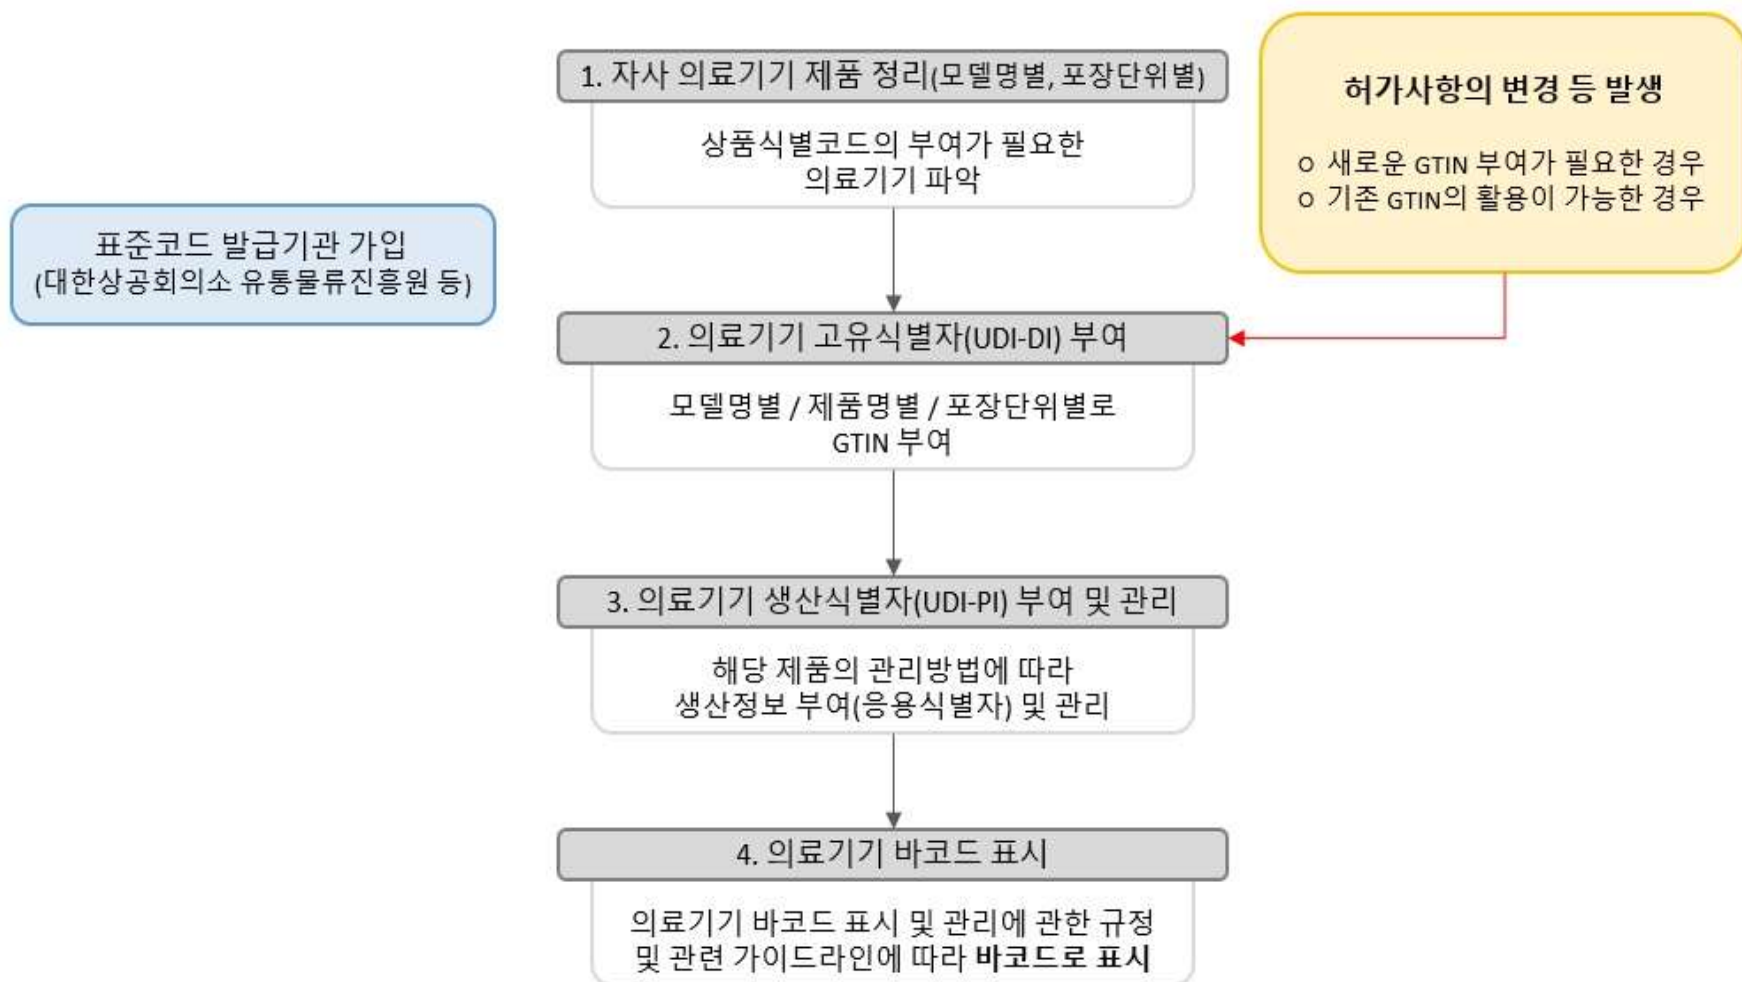 1. 자사 의료기기 제품 정리(모델명별, 포장단위별)
상품식별코드의 부여가 필요한
의료기기 파악
허가사항의 변경 등 발생
○ 새로운 GTIN 부여가 필요한 경우
○ 기존 GTIN의 활용이 가능한 경우
표준코드 발급기관 가입
(대한상공회의소 유통물류진흥원 등)
2. 의료기기 고유식별자(UDI-DI) 부여
모델명별 / 제품명별 / 포장단위별로
GTIN 부여
3. 의료기기 생산식별자(UDI-PI) 부여 및 관리
해당 제품의 관리방법에 따라
생산정보 부여(응용식별자) 및 관리
4. 의료기기 바코드 표시
의료기기 바코드 표시 및 관리에 관한 규정
및 관련 가이드라인에 따라 바코드로 표시